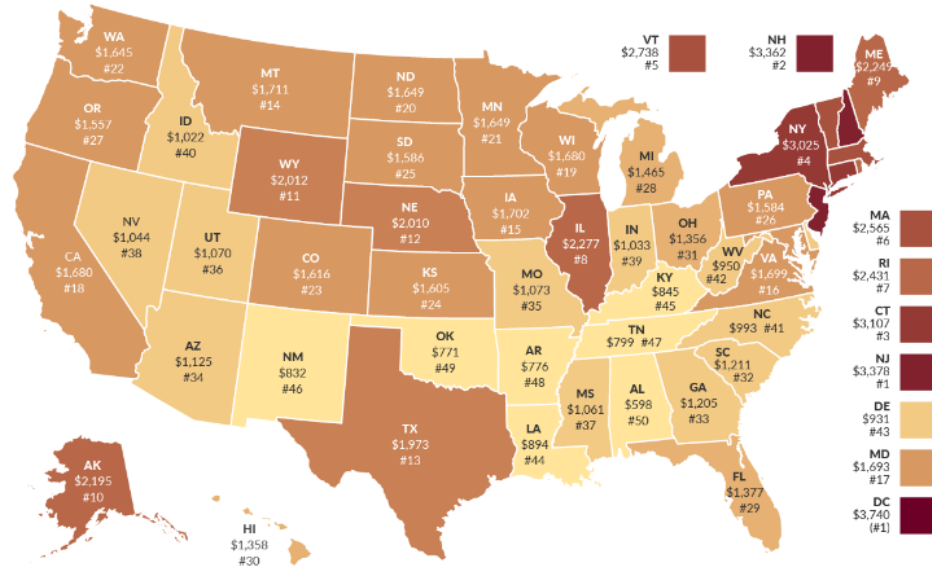 VT
$2,738
#5
NH
$3,362
#2
ME
$2,249
#9
WA
$1,645
#22
MT
$1,711
#14
ND
$1,649
#20
MN
$1,649
#21
OR
$1,557
#27
ID
$1,022
#40
WY
$2,012
#11
SD
$1,586
#25
WI
$1,680
#19
MI
$1,465
#28
NY
$3,025
#4
NV
$1,044
#38
UT
$1,070
#36
CO
$1,616
#23
NE
$2,010
#12
IA
$1,702
#15
IL
$2,277
#8
IN
$1,033
#39
OH
$1,356
#31
PA
$1,584
#26
CA
$1,680
#18
KS
$1,605
#24
MO
$1,073
#35
KY
$845
#45
WV
$950
#42
VA
$1,699
#16
MA
$2,565
#6
RI
$2,431
#7
CT
$3,107
#3
NJ
$3,378
#1
DE
$931
#43
MD
$1,693
#17
DC
$3,740
(#1)
AZ
$1,125
#34
NM
$832
#46
OK
$771
#49
AR
$776
#48
TN
$799 #47
NC
$993 #41
SC
$1,211
#32
TX
$1,973
#13
LA
$894
#44
MS
$1,061
#37
AL
$598
#50
GA
$1,205
#33
FL
$1,377
#29
AK
$2,195
#10
HI
$1,358
#30